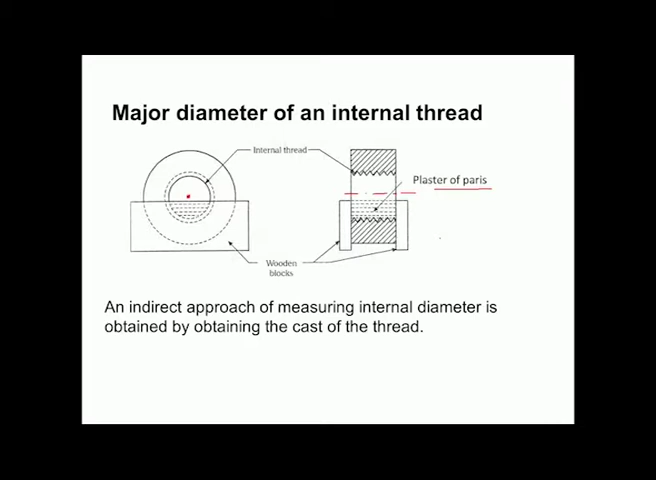 Major diameter of an internal thread
Internal thread
Plaster of paris
Wooden
blocks
An indirect approach of measuring internal diameter is
obtained by obtaining the cast of the thread.